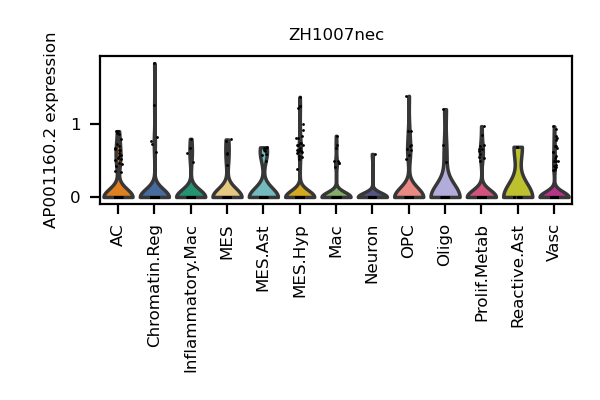 ZH1007nec
AP001160.2 expression
1
0
AC
Chromatin.Reg
Inflammatory.Mac
MES
MES.Ast
MES.Hyp
Mac
Neuron
OPC
Oligo
Prolif.Metab
Reactive.Ast
Vasc